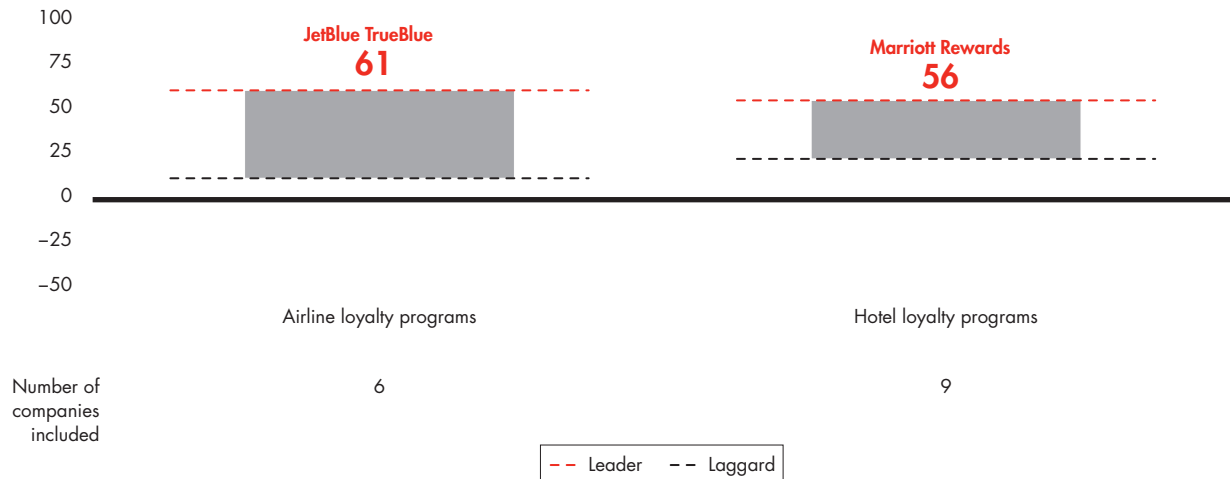 100
75
50
25
0
–25
–50
JetBlue TrueBlue
61
Marriott Rewards
56
Airline loyalty programs
Hotel loyalty programs
Number of
companies
included
6
9
Leader
Laggard